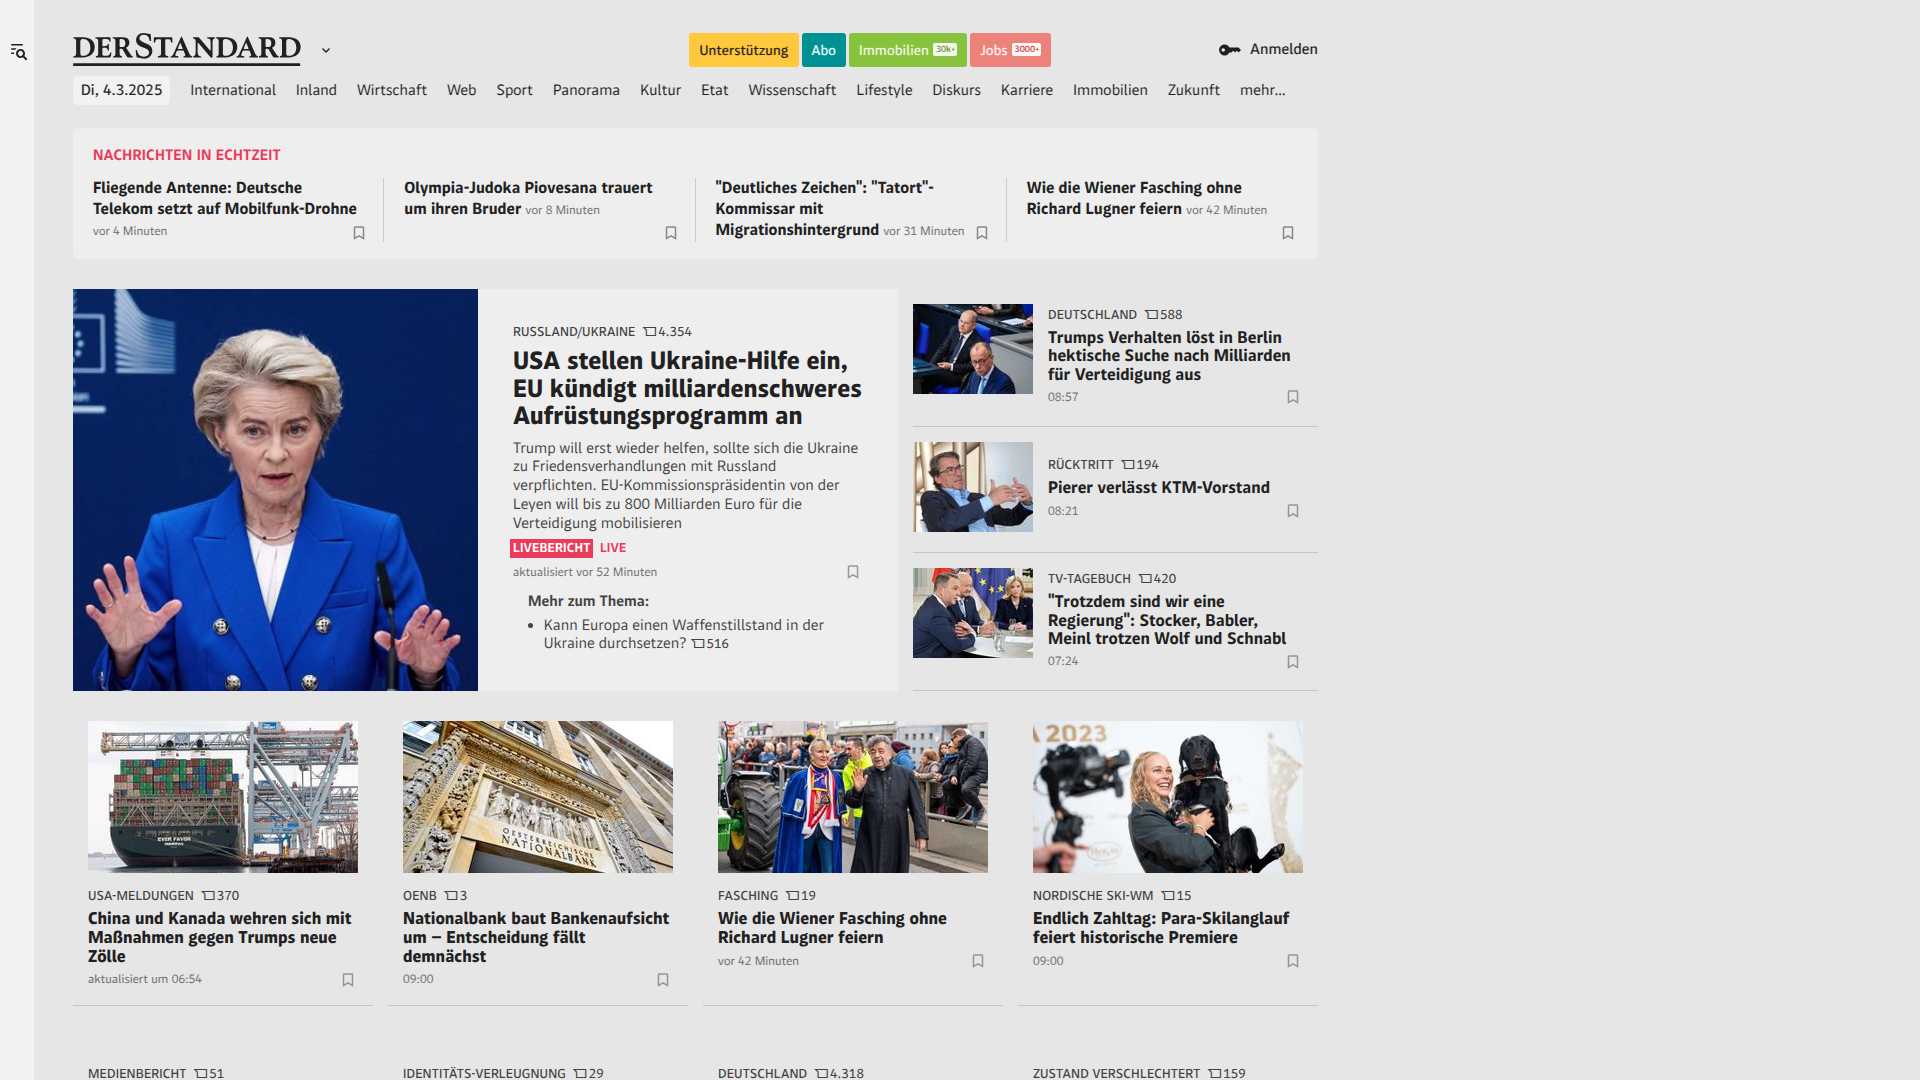 DERSTANDARD
Unterstützung
Abo
Immobilien 30k+
Jobs 3000+
Anmelden
Di, 4.3.2025
International
Inland
Wirtschaft
Web
Sport
Panorama
Kultur
Etat
Wissenschaft
Lifestyle
Diskurs
Karriere
Immobilien
Zukunft
mehr...
NACHRICHTEN IN ECHTZEIT
Fliegende Antenne: Deutsche
Telekom setzt auf Mobilfunk-Drohne
vor 4 Minuten
Olympia-Judoka Piovesana trauert
um ihren Bruder vor 8 Minuten
"Deutliches Zeichen": "Tatort"-
Kommissar mit
Migrationshintergrund vor 31 Minuten
Wie die Wiener Fasching ohne
Richard Lugner feiern vor 42 Minuten
RUSSLAND/UKRAINE 4.354
USA stellen Ukraine-Hilfe ein,
EU kündigt milliardenschweres
Aufrüstungsprogramm an
Trump will erst wieder helfen, sollte sich die Ukraine
zu Friedensverhandlungen mit Russland
verpflichten. EU-Kommissionspräsidentin von der
Leyen will bis zu 800 Milliarden Euro für die
Verteidigung mobilisieren
LIVEBERICHT LIVE
aktualisiert vor 52 Minuten
Mehr zum Thema:
• Kann Europa einen Waffenstillstand in der
Ukraine durchsetzen? 516
DEUTSCHLAND 588
Trumps Verhalten löst in Berlin
hektische Suche nach Milliarden
für Verteidigung aus
08:57
RÜCKTRITT 194
Pierer verlässt KTM-Vorstand
08:21
TV-TAGEBUCH 420
"Trotzdem sind wir eine
Regierung": Stocker, Babler,
Meinl trotzen Wolf und Schnabl
07:24
EVER FAVOR
USA-MELDUNGEN 370
China und Kanada wehren sich mit
Maßnahmen gegen Trumps neue
Zölle
aktualisiert um 06:54
OESTERREICHISCHE
NATIONALBANK
OENB 3
Nationalbank baut Bankenaufsicht
um – Entscheidung fällt
demnächst
09:00
FASCHING 19
Wie die Wiener Fasching ohne
Richard Lugner feiern
vor 42 Minuten
A 2023
NORDISCHE SKI-WM 15
Endlich Zahltag: Para-Skilanglauf
feiert historische Premiere
09:00
MEDIENBERICHT 51
IDENTITÄTS-VERLEUGNUNG 29
DEUTSCHLAND 4.318
ZUSTAND VERSCHLECHTERT 159